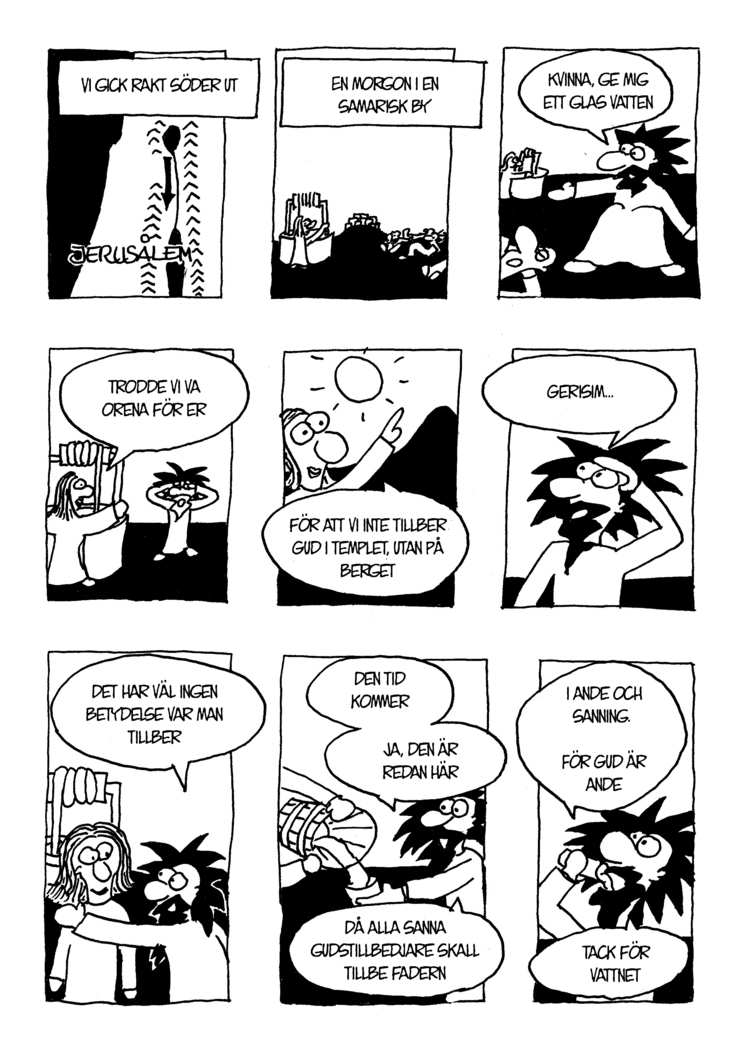 VI GICK RAKT SÖDER UT
JERUSÅLEM
EN MORGON I EN
SAMARISK BY
KVINNA, GE MIG
ETT GLAS VATTEN
TRODDE VI VA
ORENA FÖR ER
FÖR ATT VI INTE TILLBER
GUD I TEMPLET, UTAN PÅ
BERGET
GERISIM...
DET HAR VÄL INGEN
BETYDELSE VAR MAN
TILLBER
DEN TID
KOMMER
JA, DEN ÄR
REDAN HÄR
DÅ ALLA SANNA
GUDSTILLBEDJARE SKALL
TILLBE FADERN
I ANDE OCH
SANNING.
FÖR GUD ÄR
ANDE
TACK FÖR
VATTNET